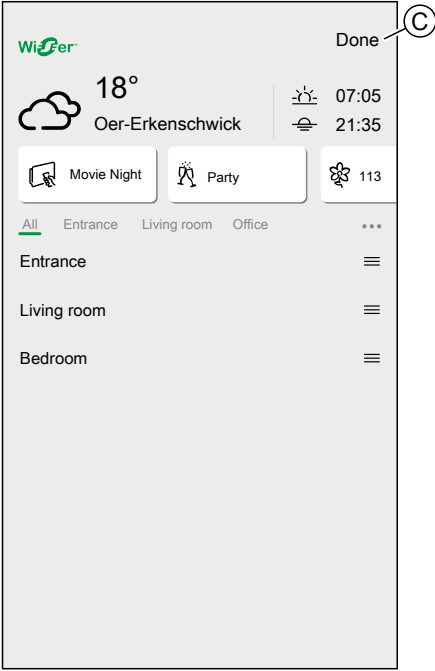 Wiser
Done
C
18°
Oer-Erkenschwick
07:05
21:35
Movie Night
Party
113
All Entrance Living room Office
Entrance
Living room
Bedroom